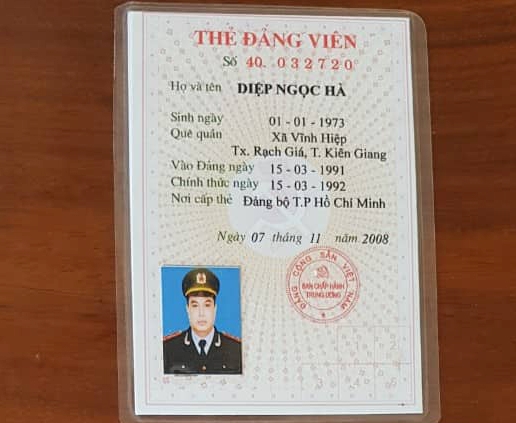 THẺ ĐẢNG VIÊN
Số 40. 032720
Họ và tên DIỆP NGỌC HÀ
Sinh ngày 01 - 01 - 1973
Quê quán Xã Vĩnh Hiệp
Tx. Rạch Giá, T. Kiên Giang
Vào Đảng ngày 15 - 03 - 1991
Chính thức ngày 15 - 03 - 1992
Nơi cấp thẻ Đảng bộ T.P Hồ Chí Minh
Ngày 07 tháng 11 năm 2008
ĐẢNG CỘNG SẢN VIỆT NAM
BAN CHẤP HÀNH
TRUNG ƯƠNG
2
3 4